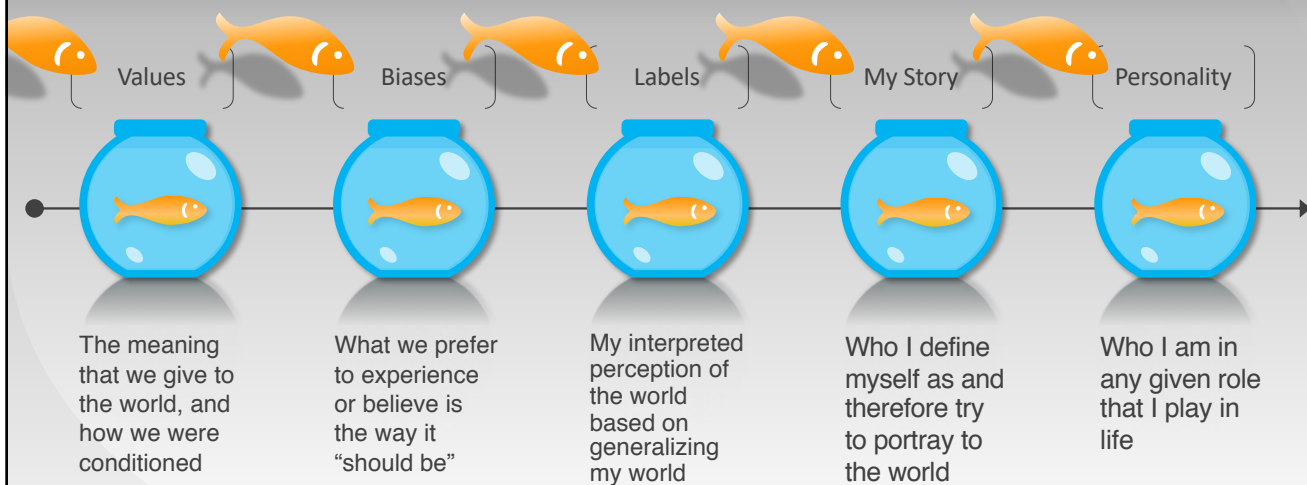 Values
Biases
Labels
My Story
Personality
The meaning
that we give to
the world, and
how we were
conditioned
What we prefer
to experience
or believe is
the way it
“should be”
My interpreted
perception of
the world
based on
generalizing
my world
Who I define
myself as and
therefore try
to portray to
the world
Who I am in
any given role
that I play in
life